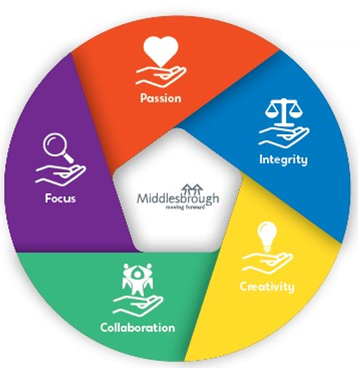 Passion
Integrity
Focus
Middlesbrough
moving forward
Creativity
Collaboration